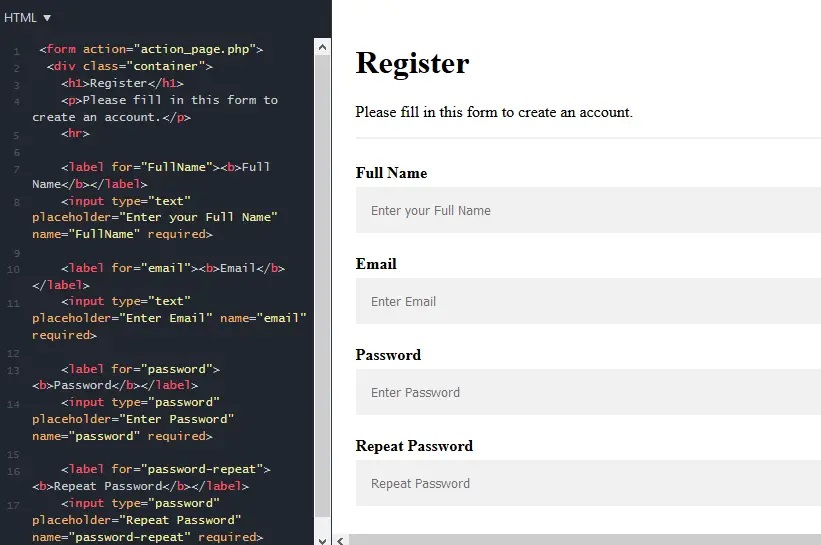 HTML ▼
1 <form action="action_page.php">
2 <div class="container">
3 <h1>Register</h1>
4 <p>Please fill in this form to
create an account.</p>
5 <hr>
6
7 <label for="FullName"><b>Full
Name</b></label>
8 <input type="text"
placeholder="Enter your Full Name"
name="FullName" required>
9
10 <label for="email"><b>Email</b>
</label>
11 <input type="text"
placeholder="Enter Email" name="email"
required>
12
13 <label for="password">
<b>Password</b></label>
14 <input type="password"
placeholder="Enter Password"
name="password" required>
15
16 <label for="password-repeat">
<b>Repeat Password</b></label>
17 <input type="password"
placeholder="Repeat Password"
name="password-repeat" required>
Register
Please fill in this form to create an account.
Full Name
Enter your Full Name
Email
Enter Email
Password
Enter Password
Repeat Password
Repeat Password